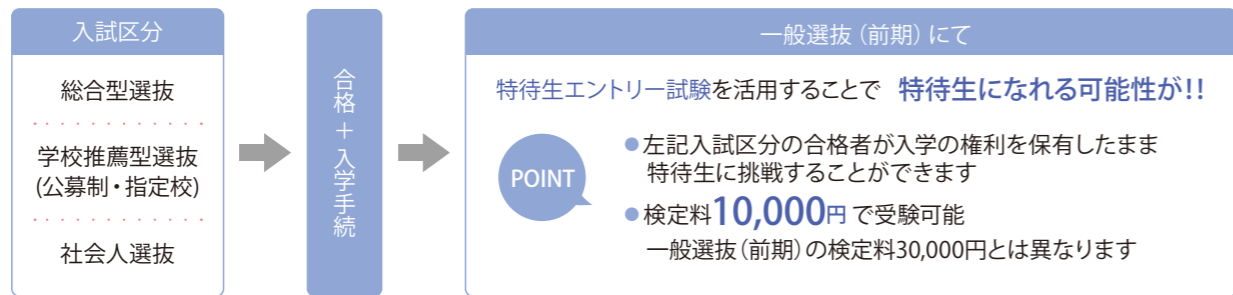 入試区分
総合型選抜
学校推薦型選抜
(公募制・指定校)
社会人選抜
合格+入学手続
一般選抜(前期)にて
特待生エントリー試験を活用することで 特待生になれる可能性が!!
POINT
●左記入試区分の合格者が入学の権利を保有したまま
特待生に挑戦することができます
●検定料10,000円で受験可能
一般選抜(前期)の検定料30,000円とは異なります